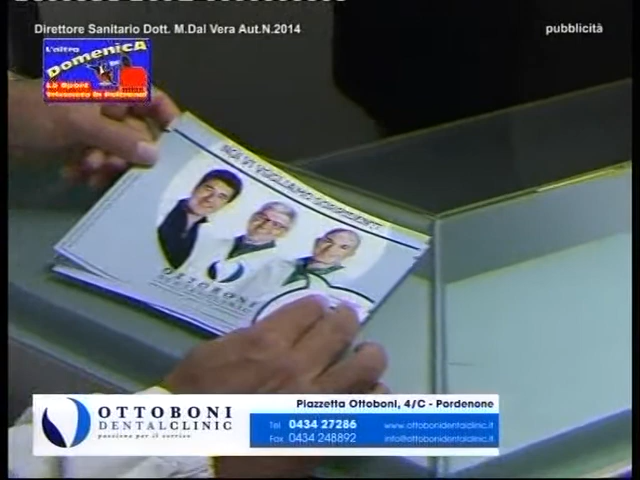 Direttore Sanitario Dott. M.Dal Vera Aut.N.2014
pubblicità
L'altra
DomenicA
NOI VI VOGLIAMO SORRIDENTI
OTTOBONI
OTTOBONI
DENTALCLINIC
passione per il sorriso
Piazzetta Ottoboni, 4/C - Pordenone
Tel 0434 27286 www.ottobonidentalclinic.it
Fax 0434 248892 info@ottobonidentalclinic.it